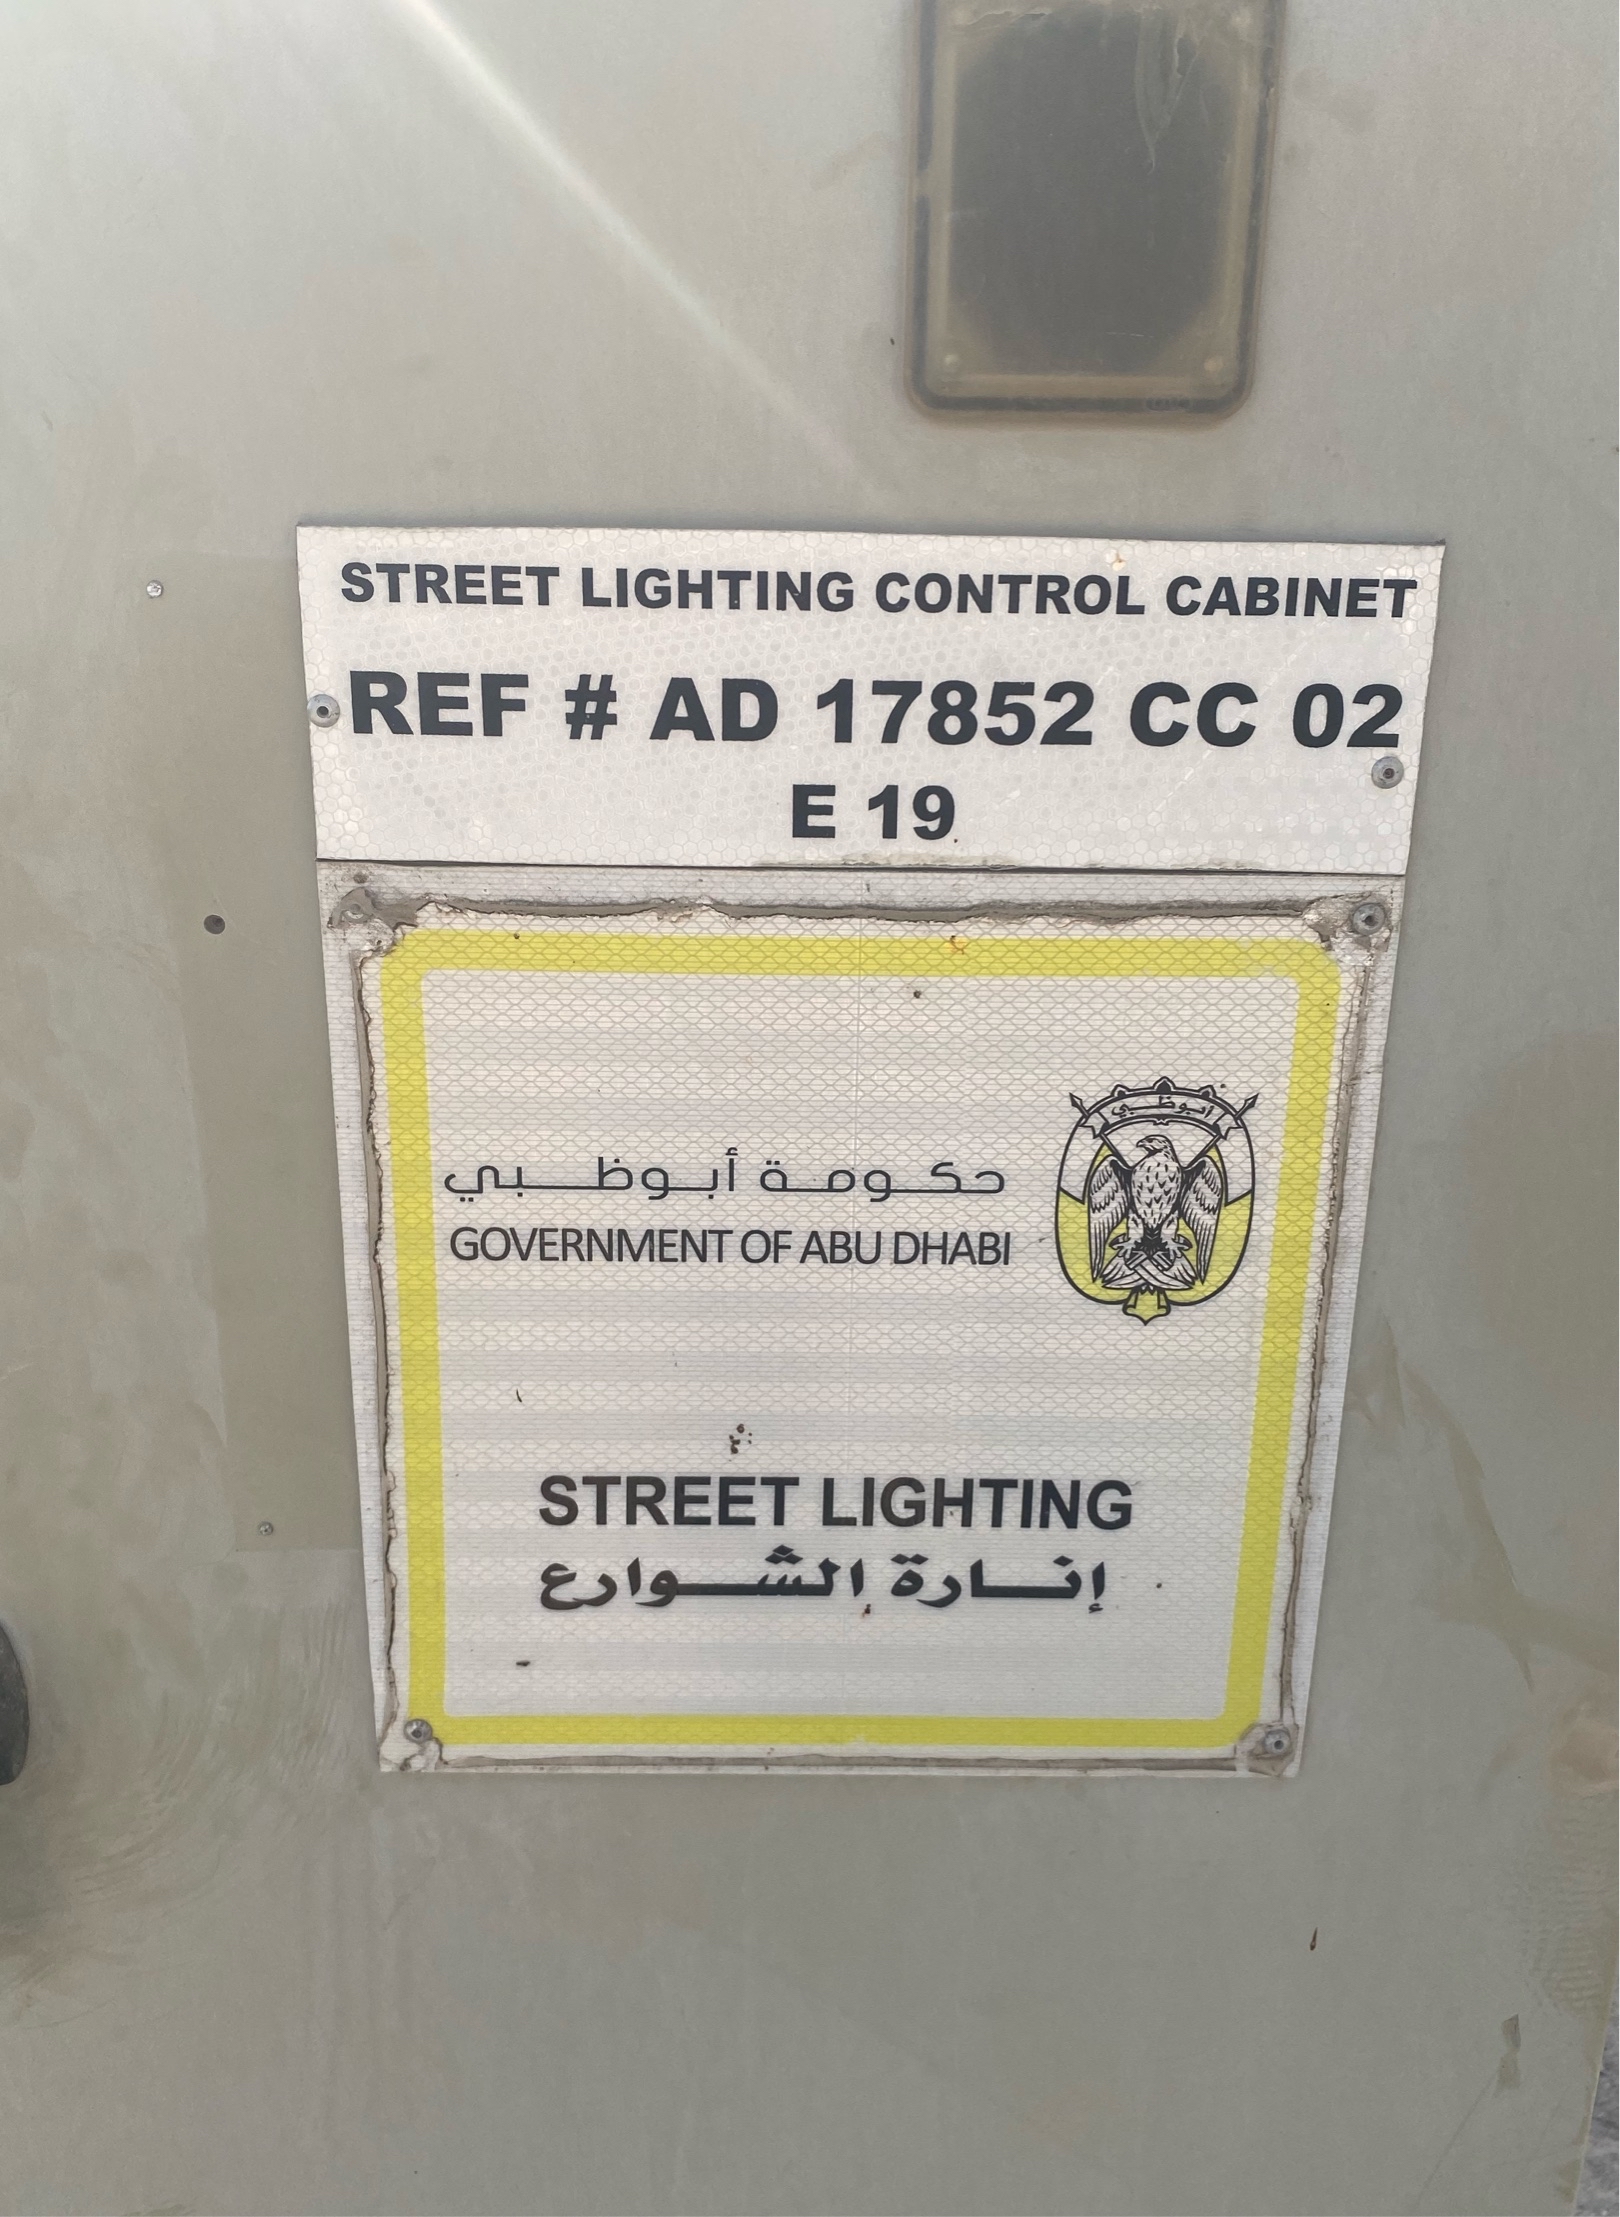 STREET LIGHTING CONTROL CABINET
REF # AD 17852 CC 02
E 19
أبوظبي
حكومة أبوظبي
GOVERNMENT OF ABU DHABI
STREET LIGHTING
إنارة الشوارع